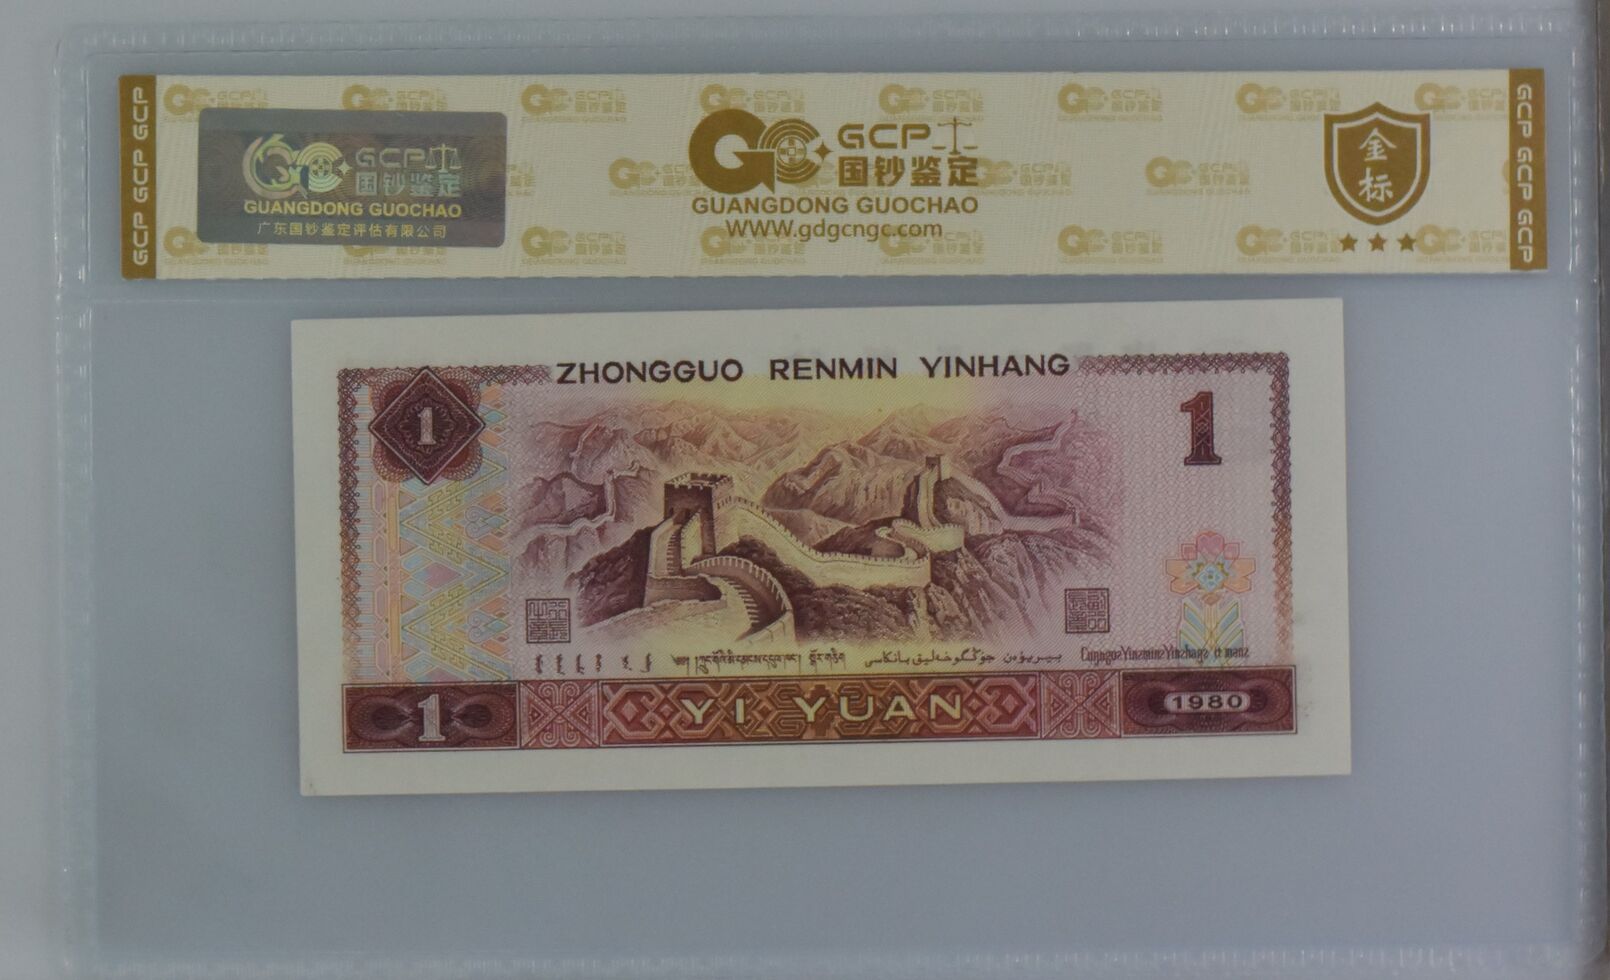 GCP GCP GCP
GCP
国钞鉴定
GUANGDONG GUOCHAO
广东国钞鉴定评估有限公司
GCP
国钞鉴定
GUANGDONG GUOCHAO
WWW.gdgcngc.com
金
标
GCP GCP GCP
ZHONGGUO RENMIN YINHANG
1
1
1
YI YUAN
1980